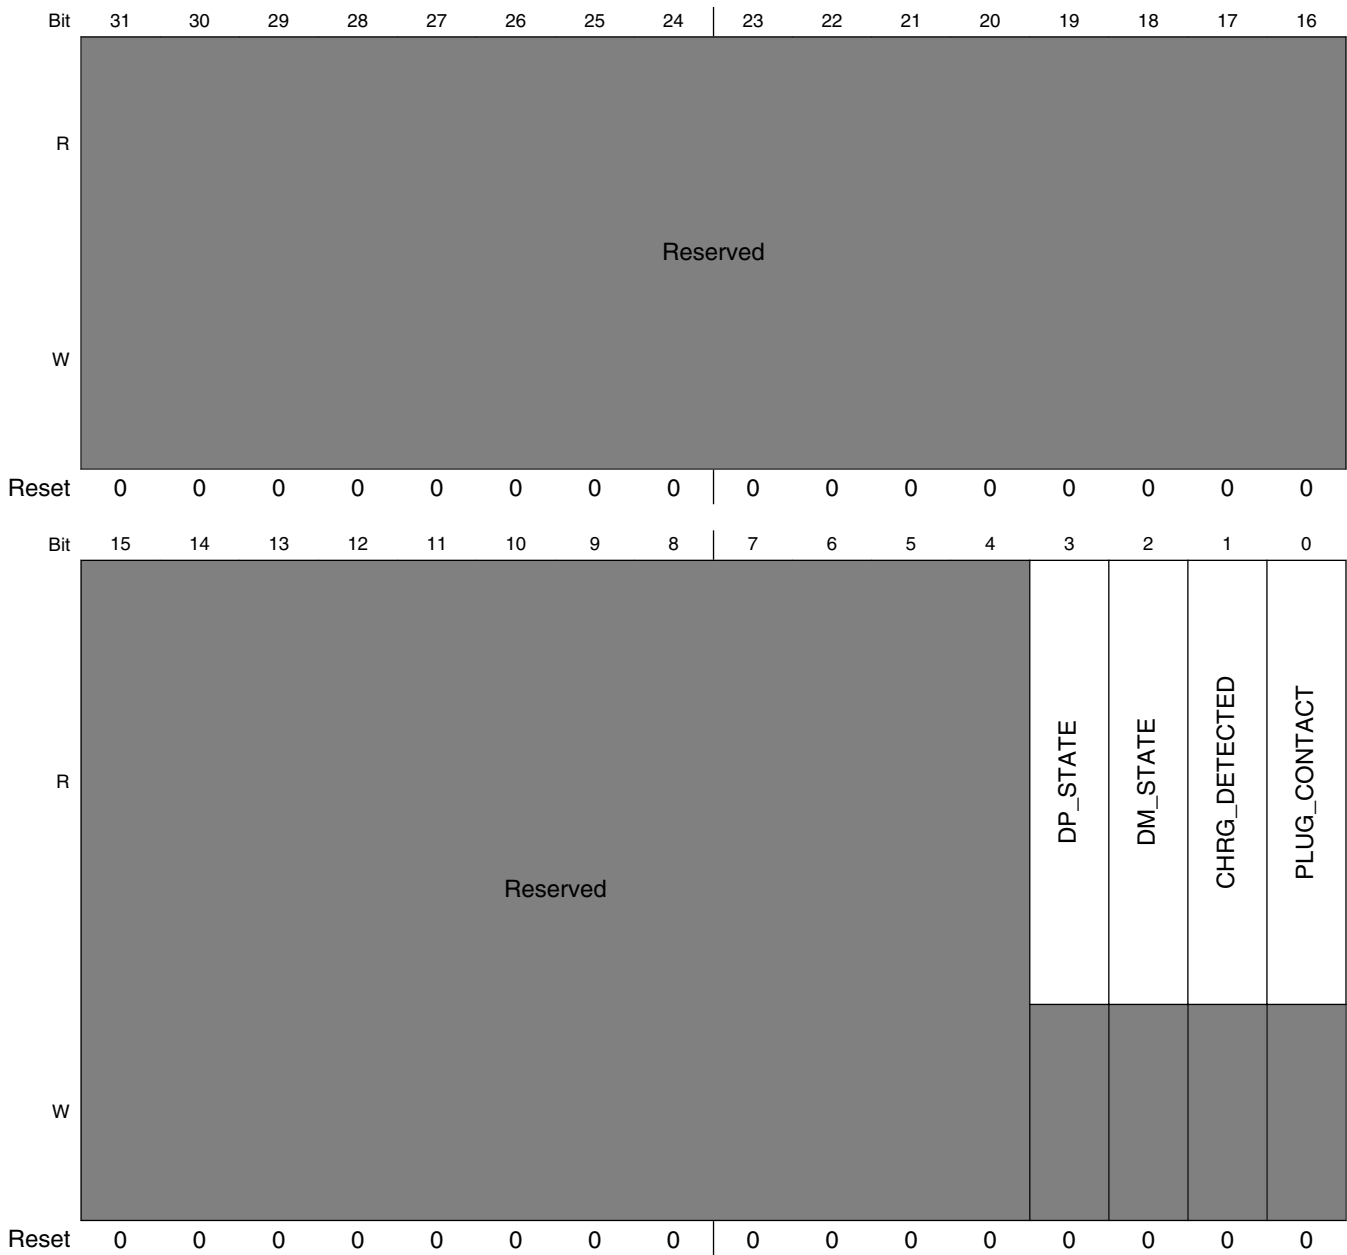 Bit 31 30 29 28 27 26 25 24 23 22 21 20 19 18 17 16
R
Reserved
W
Reset 0 0 0 0 0 0 0 0 0 0 0 0 0 0 0 0
Bit 15 14 13 12 11 10 9 8 7 6 5 4 3 2 1 0
R
DP_STATE
DM_STATE
CHRG_DETECTED
PLUG_CONTACT
Reserved
W
Reset 0 0 0 0 0 0 0 0 0 0 0 0 0 0 0 0